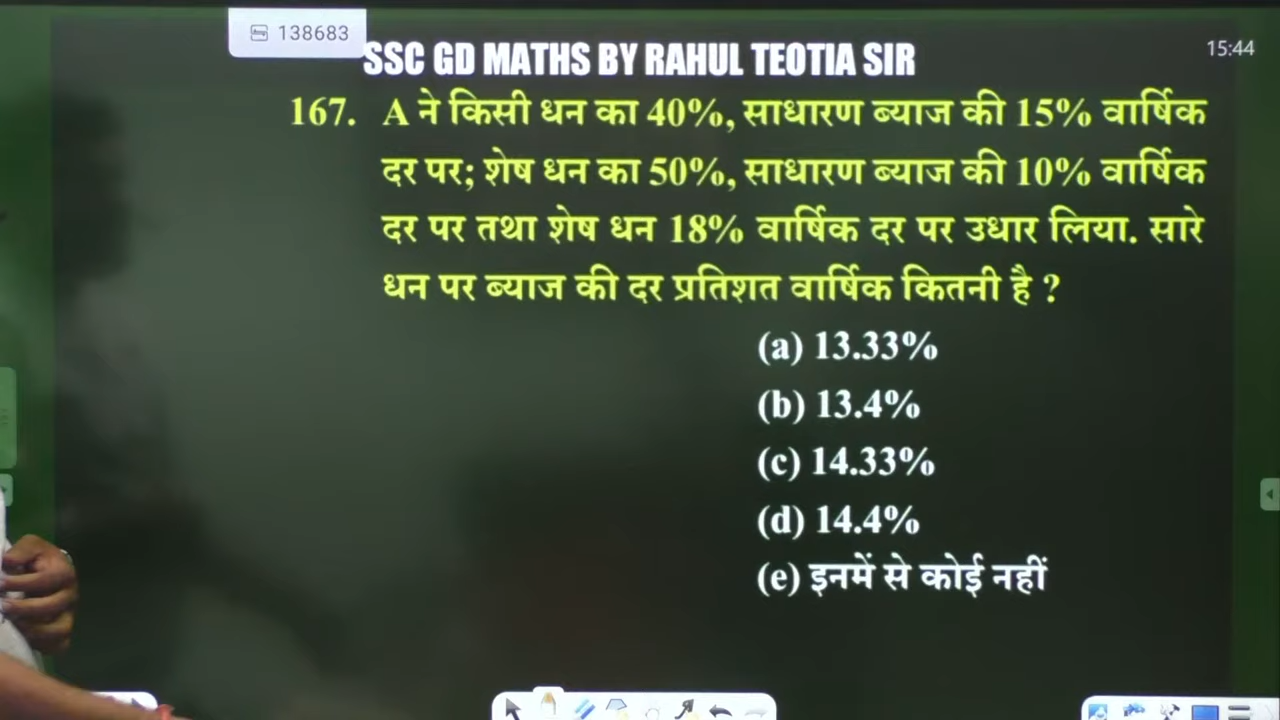 138683
SSC GD MATHS BY RAHUL TEOTIA SIR
15:44
167. A ने किसी धन का 40%, साधारण ब्याज की 15% वार्षिक
दर पर; शेष धन का 50%, साधारण ब्याज की 10% वार्षिक
दर पर तथा शेष धन 18% वार्षिक दर पर उधार लिया. सारे
धन पर ब्याज की दर प्रतिशत वार्षिक कितनी है ?
(a) 13.33%
(b) 13.4%
(c) 14.33%
(d) 14.4%
(e) इनमें से कोई नहीं